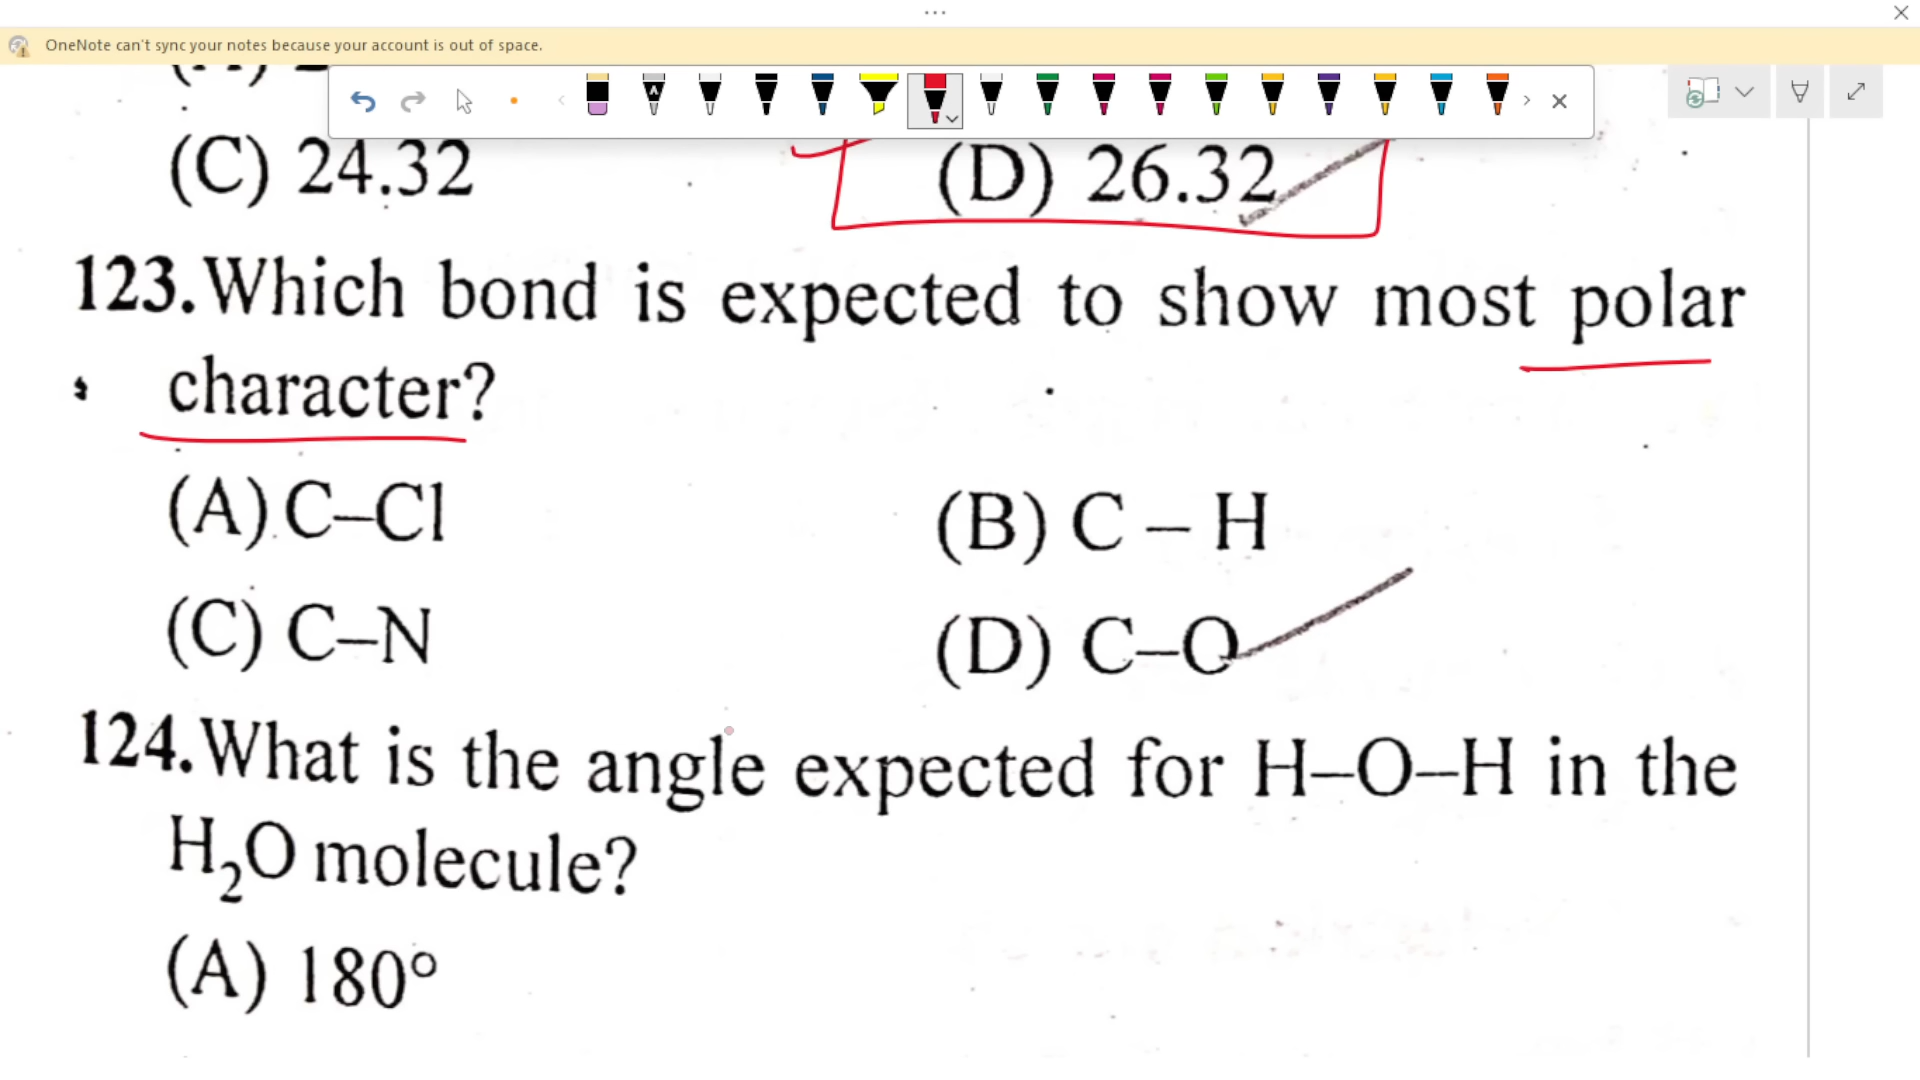 OneNote can't sync your notes because your account is out of space.
(C) 24.32 (D) 26.32
123. Which bond is expected to show most polar
character?
(A) C–Cl (B) C – H
(C) C–N (D) C–O
124. What is the angle expected for H–O–H in the
H₂O molecule?
(A) 180°